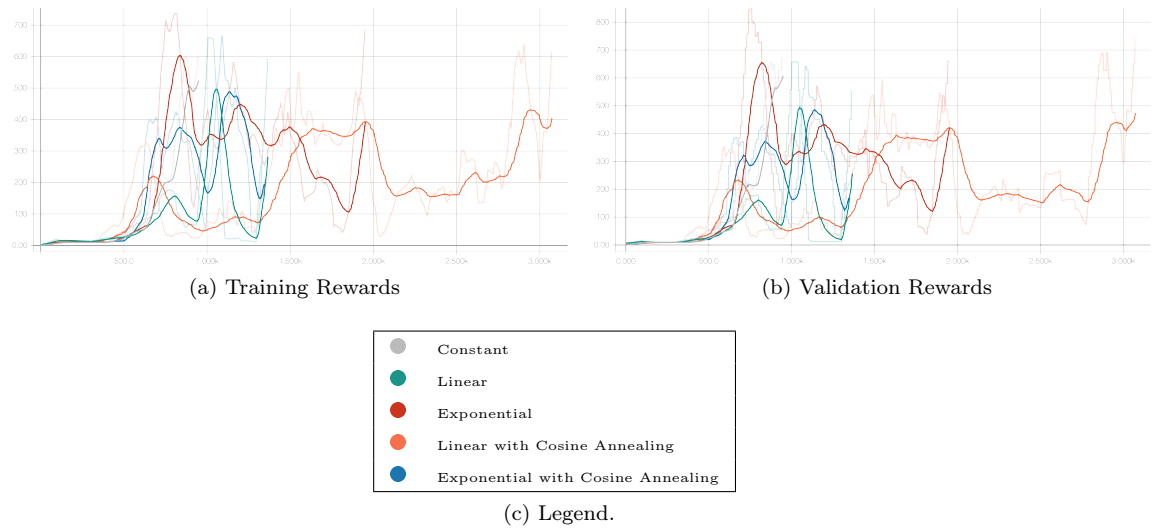 700
600
500
400
300
200
100
0.00
500.0
1.000k
1.500k
2.000k
2.500k
3.000k
800
700
600
500
400
300
200
100
0.00
0.000
500.0
1.000k
1.500k
2.000k
2.500k
3.000k
(a) Training Rewards
(b) Validation Rewards
Constant
Linear
Exponential
Linear with Cosine Annealing
Exponential with Cosine Annealing
(c) Legend.